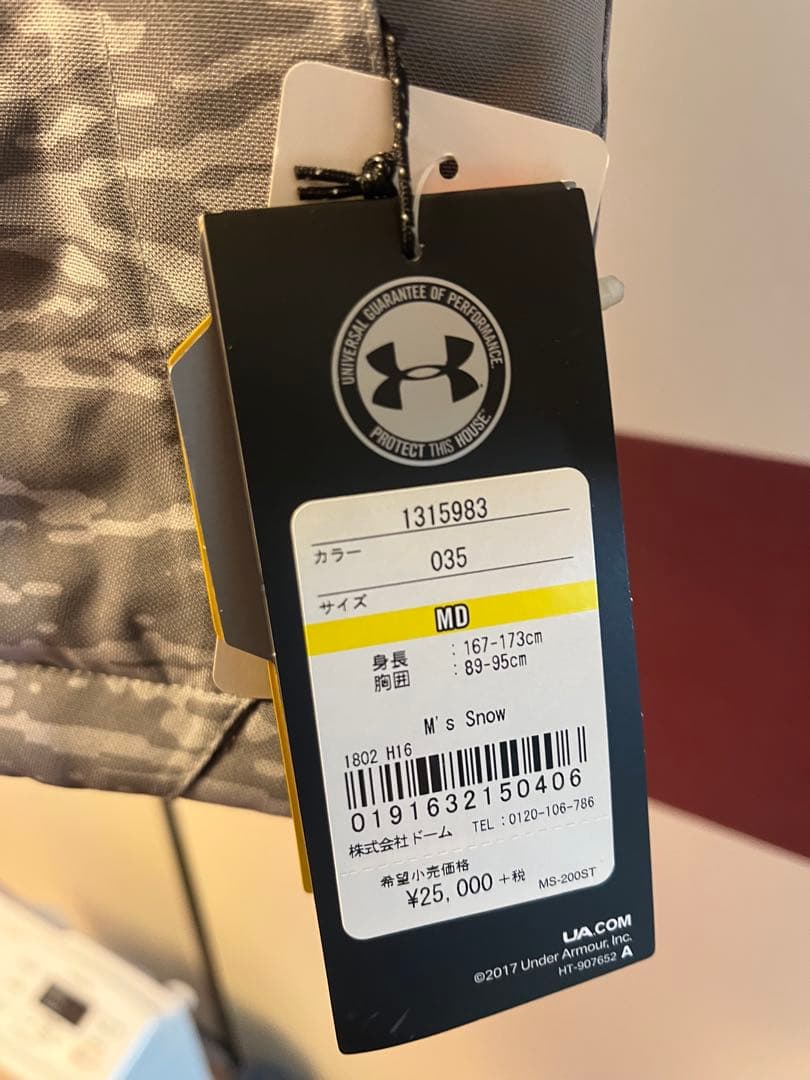 UNIVERSAL GUARANTEE OF PERFORMANCE.
PROTECT THIS HOUSE.
1315983
カラー
035
サイズ
MD
身長 : 167-173cm
胸囲 : 89-95cm
M's Snow
1802 H16
0191632150406
株式会社ドーム TEL:0120-106-786
希望小売価格
¥25,000+税 MS-200ST
UA.COM
©2017 Under Armour, Inc.
HT-907652 A